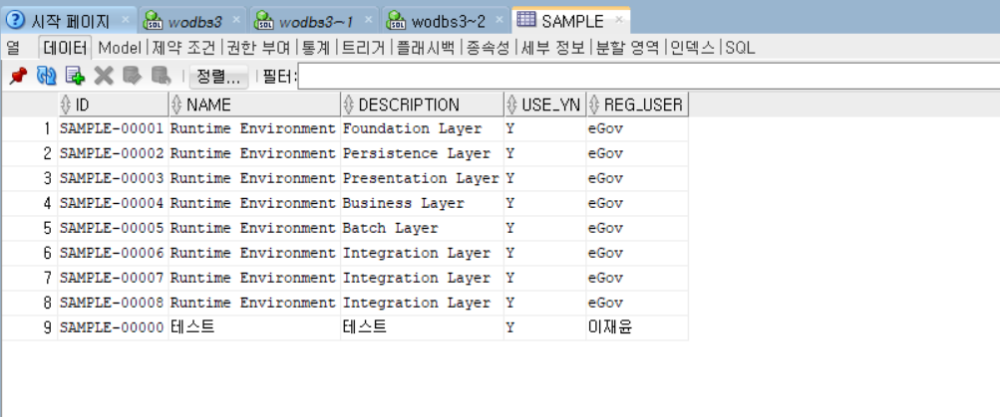 시작 페이지 × wodbs3 × wodbs3~1 × wodbs3~2 × SAMPLE ×
열 데이터 Model|제약 조건|권한 부여|통계|트리거|플래시백|종속성|세부 정보|분할 영역|인덱스|SQL
정렬... 필터:
ID NAME DESCRIPTION USE_YN REG_USER
1 SAMPLE-00001 Runtime Environment Foundation Layer Y eGov
2 SAMPLE-00002 Runtime Environment Persistence Layer Y eGov
3 SAMPLE-00003 Runtime Environment Presentation Layer Y eGov
4 SAMPLE-00004 Runtime Environment Business Layer Y eGov
5 SAMPLE-00005 Runtime Environment Batch Layer Y eGov
6 SAMPLE-00006 Runtime Environment Integration Layer Y eGov
7 SAMPLE-00007 Runtime Environment Integration Layer Y eGov
8 SAMPLE-00008 Runtime Environment Integration Layer Y eGov
9 SAMPLE-00000 테스트 테스트 Y 이재윤